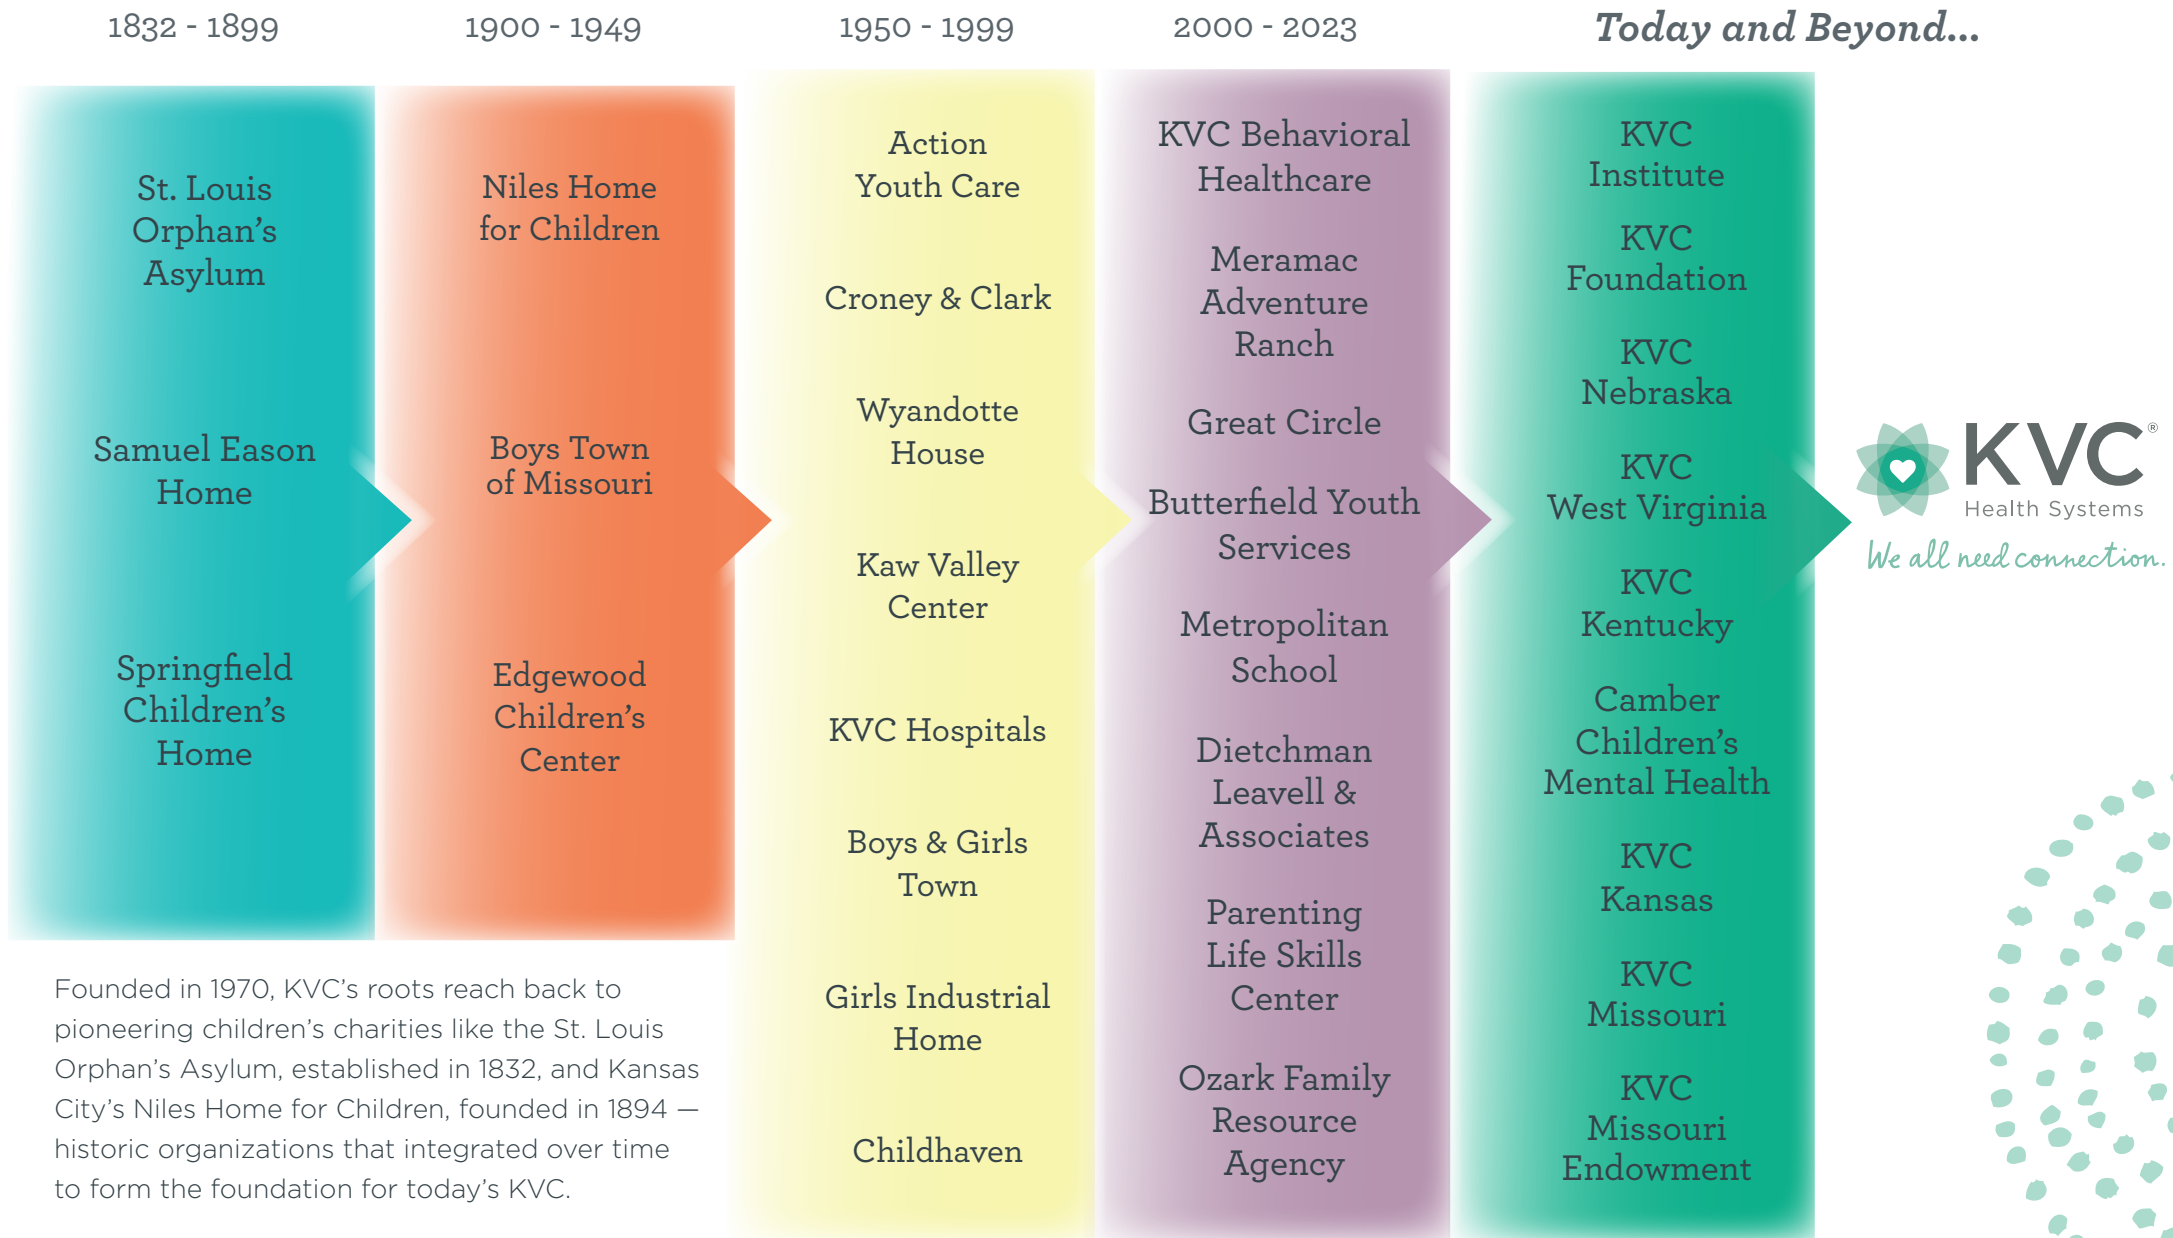 1832 - 1899
St. Louis
Orphan's
Asylum
Samuel Eason
Home
Springfield
Children's
Home
1900 - 1949
Niles Home
for Children
Boys Town
of Missouri
Edgewood
Children's
Center
1950 - 1999
Action
Youth Care
Croney & Clark
Wyandotte
House
Kaw Valley
Center
KVC Hospitals
Boys & Girls
Town
Girls Industrial
Home
Childhaven
2000 - 2023
KVC Behavioral
Healthcare
Meramac
Adventure
Ranch
Great Circle
Butterfield Youth
Services
Metropolitan
School
Dietchman
Leavell &
Associates
Parenting
Life Skills
Center
Ozark Family
Resource
Agency
Today and Beyond...
KVC
Institute
KVC
Foundation
KVC
Nebraska
KVC
West Virginia
KVC
Kentucky
Camber
Children's
Mental Health
KVC
Kansas
KVC
Missouri
KVC
Missouri
Endowment
KVC®
Health Systems
We all need connection.
Founded in 1970, KVC's roots reach back to
pioneering children's charities like the St. Louis
Orphan's Asylum, established in 1832, and Kansas
City's Niles Home for Children, founded in 1894 —
historic organizations that integrated over time
to form the foundation for today's KVC.